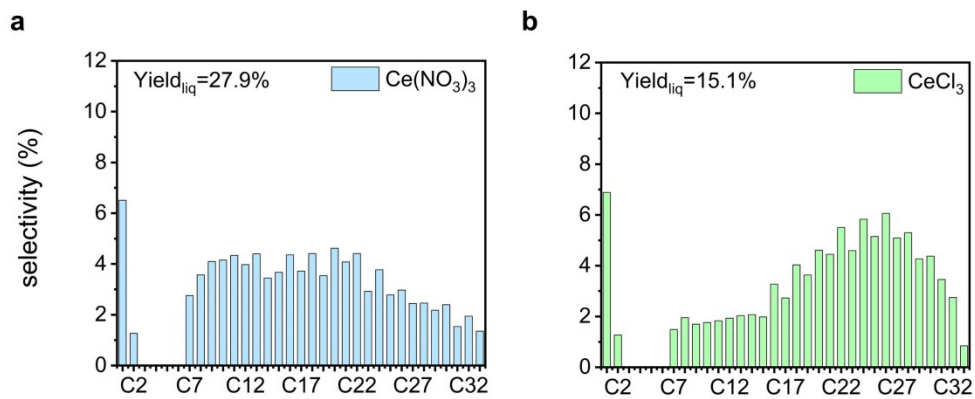 a
b
12
10
8
6
4
2
0
Yield_liq=27.9%
Ce(NO₃)₃
selectivity (%)
C2 C7 C12 C17 C22 C27 C32
12
10
8
6
4
2
0
Yield_liq=15.1%
CeCl₃
C2 C7 C12 C17 C22 C27 C32